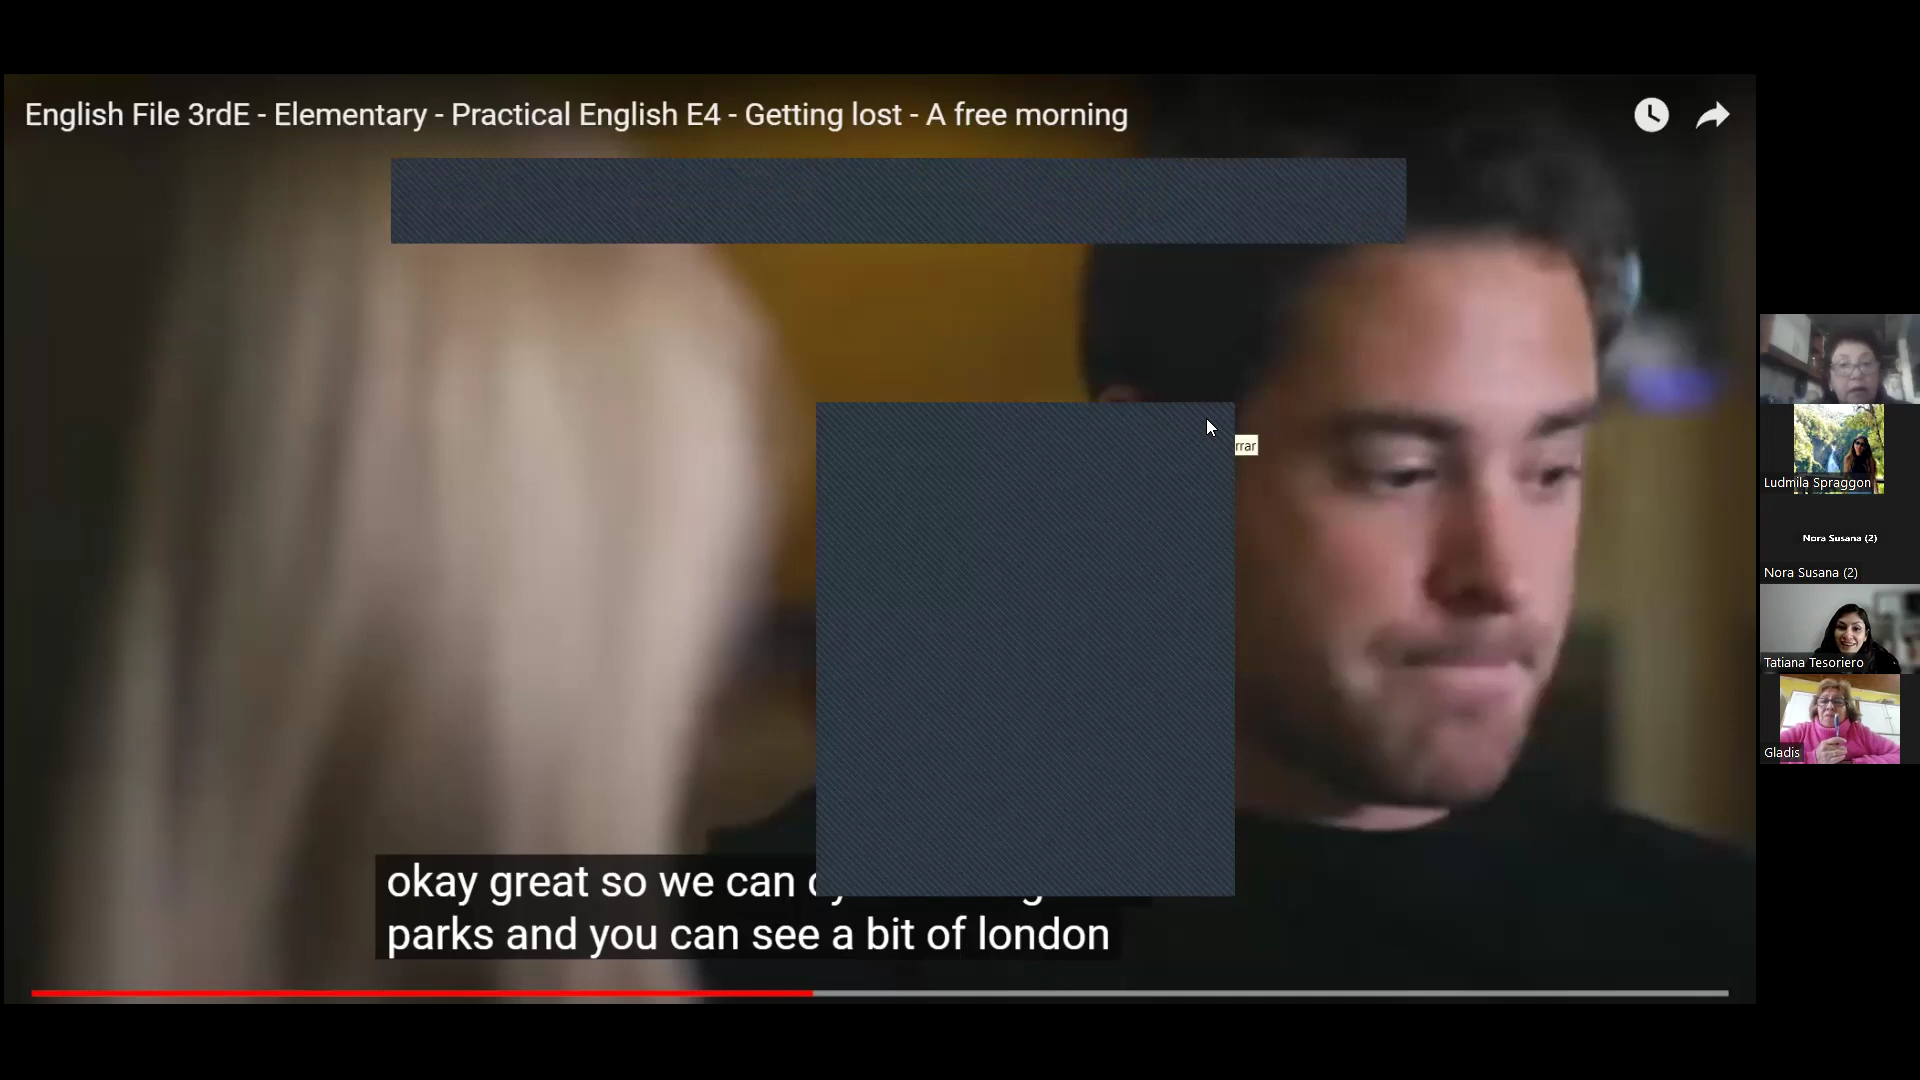 English File 3rdE - Elementary - Practical English E4 - Getting lost - A free morning
rrar
okay great so we can
parks and you can see a bit of london
Ludmila Spraggon
Nora Susana (2)
Nora Susana (2)
Tatiana Tesoriero
Gladis